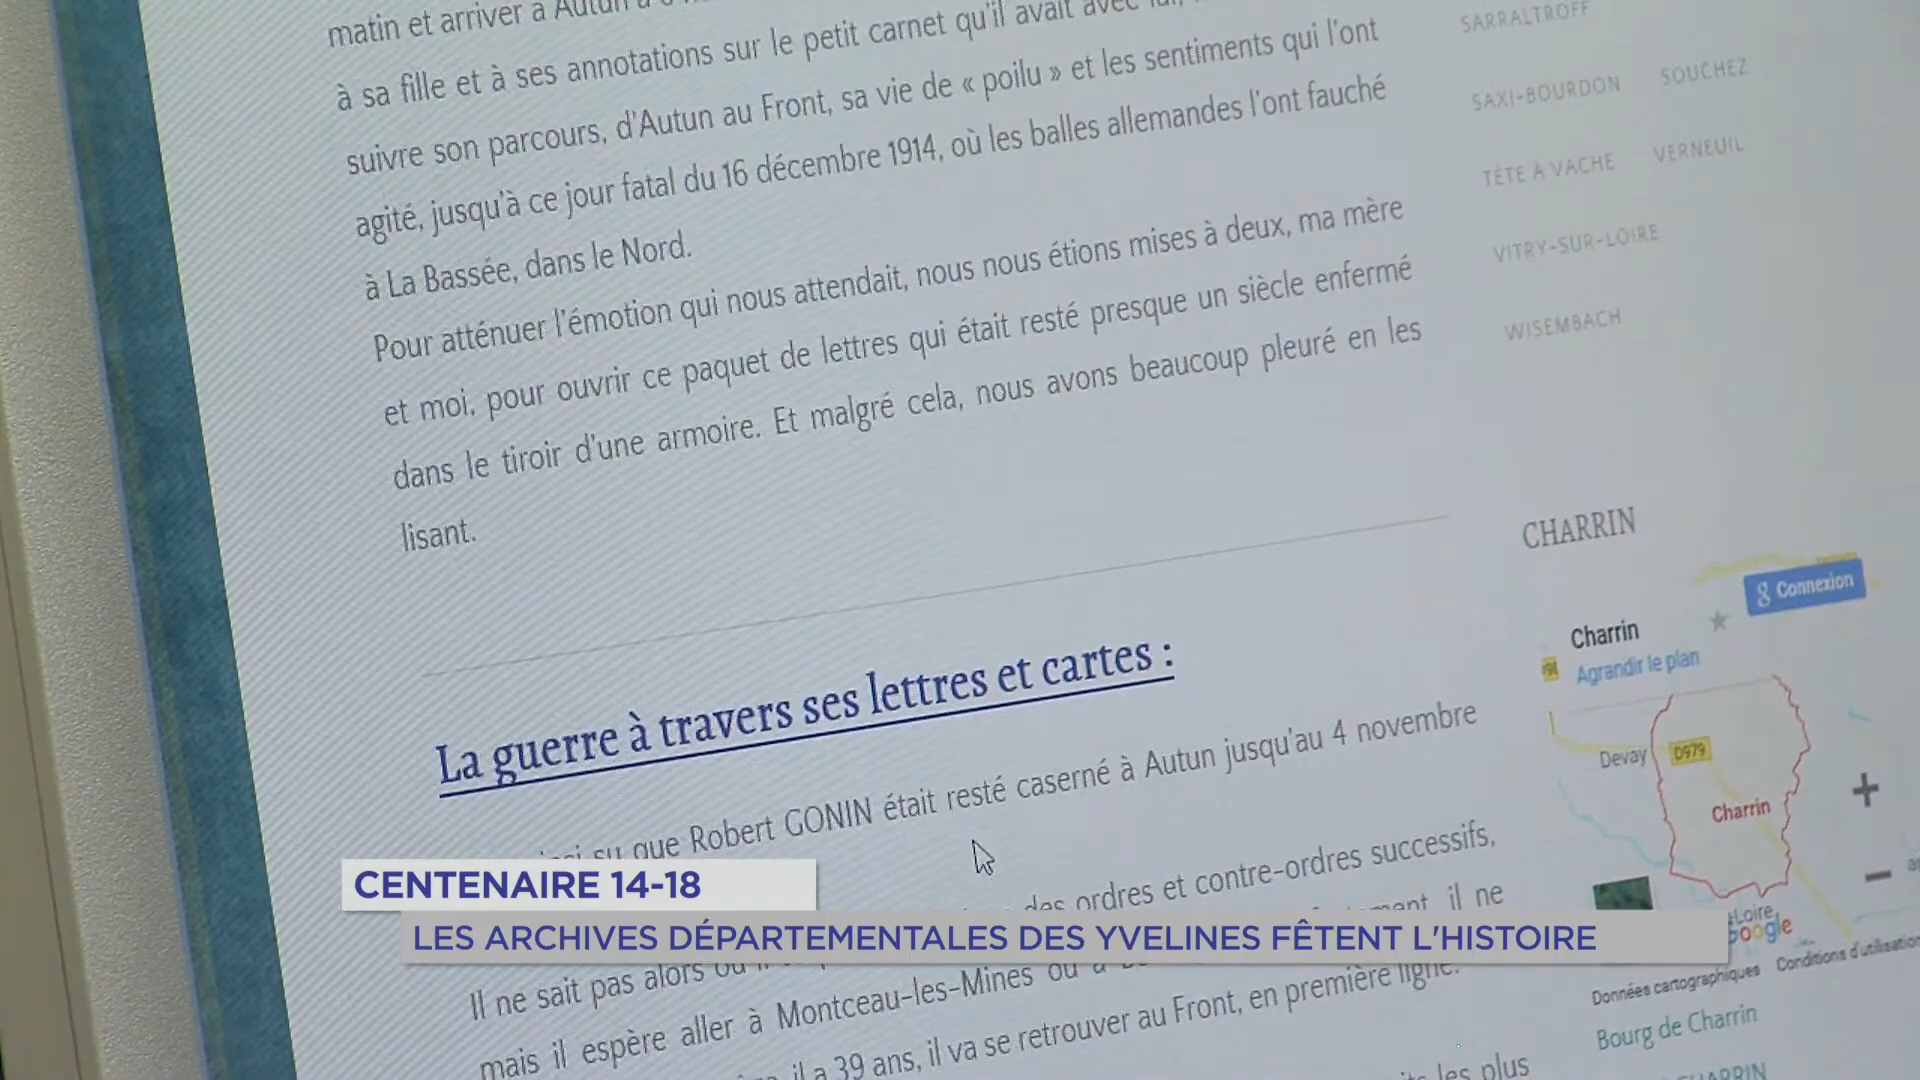 matin et arriver à Autun à
à sa fille et à ses annotations sur le petit carnet qu'il avait avec
suivre son parcours, d'Autun au Front, sa vie de « poilu » et les sentiments qui l'ont
agité, jusqu'à ce jour fatal du 16 décembre 1914, où les balles allemandes l'ont fauché
à La Bassée, dans le Nord.
Pour atténuer l'émotion qui nous attendait, nous nous étions mises à deux, ma mère
et moi, pour ouvrir ce paquet de lettres qui était resté presque un siècle enfermé
dans le tiroir d'une armoire. Et malgré cela, nous avons beaucoup pleuré en les
lisant.
La guerre à travers ses lettres et cartes :
su que Robert GONIN était resté caserné à Autun jusqu'au 4 novembre
des ordres et contre-ordres successifs,
il ne
Il ne sait pas alors
mais il espère aller à Montceau-les-Mines ou à
il a 39 ans, il va se retrouver au Front, en première ligne.
les plus
SARRALTROFF
SAXI-BOURDON SOUCHEZ
TÊTE À VACHE VERNEUIL
VITRY-SUR-LOIRE
WISEMBACH
CHARRIN
g Connexion
Charrin
Agrandir le plan
Devay D979
Charrin
+
−
Loire
Google
Données cartographiques Conditions d'utilisation
Bourg de Charrin
CHARRIN
CENTENAIRE 14-18
LES ARCHIVES DÉPARTEMENTALES DES YVELINES FÊTENT L'HISTOIRE